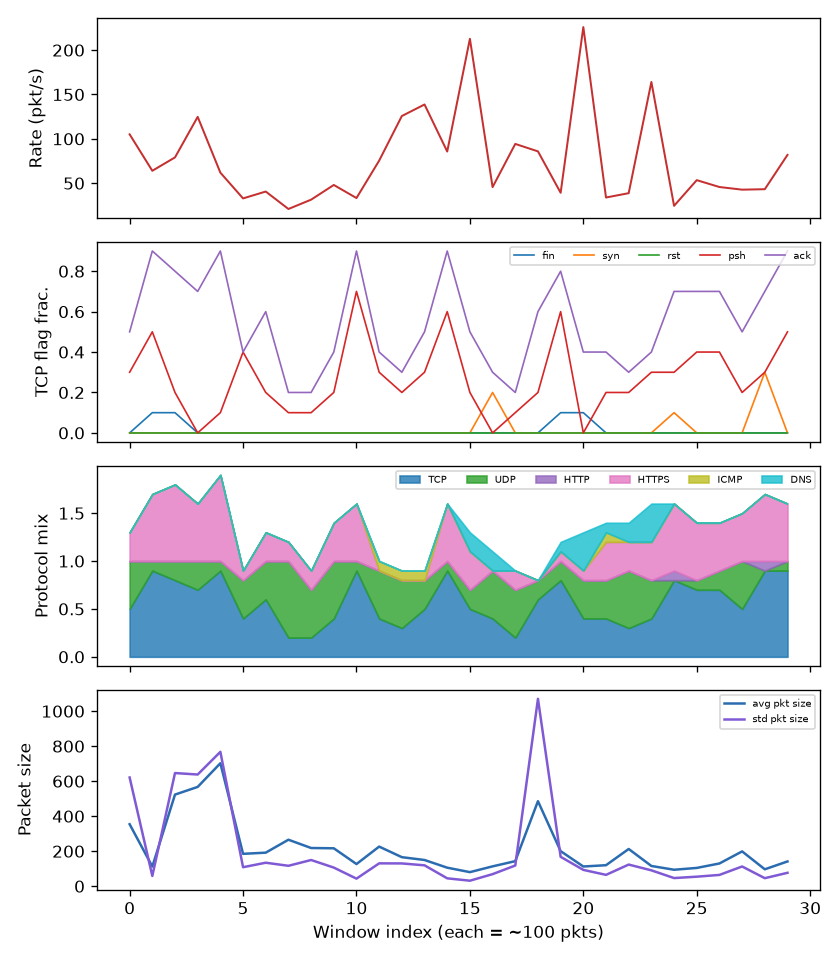 200
150
100
50
Rate (pkt/s)
fin syn rst psh ack
0.8
0.6
0.4
0.2
0.0
TCP flag frac.
TCP UDP HTTP HTTPS ICMP DNS
1.5
1.0
0.5
0.0
Protocol mix
avg pkt size
std pkt size
1000
800
600
400
200
0
Packet size
0 5 10 15 20 25 30
Window index (each = ~100 pkts)